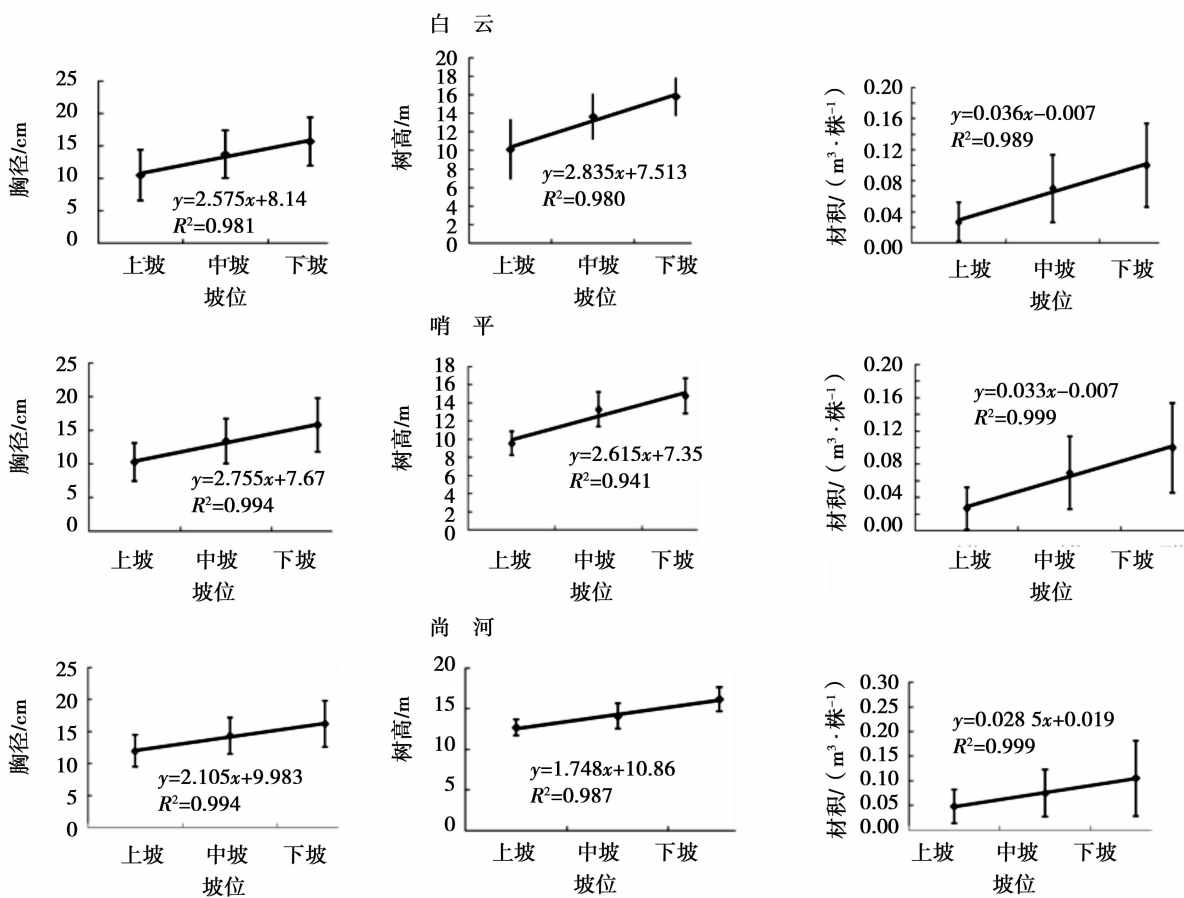 白 云
胸径/cm
25
20
15
10
5
0
y=2.575x+8.14
R²=0.981
上坡 中坡 下坡
坡位
树高/m
20
18
16
14
12
10
8
6
4
2
0
y=2.835x+7.513
R²=0.980
上坡 中坡 下坡
坡位
材积/(m³·株⁻¹)
0.20
0.16
0.12
0.08
0.04
0.00
y=0.036x−0.007
R²=0.989
上坡 中坡 下坡
坡位
哨 平
胸径/cm
25
20
15
10
5
0
y=2.755x+7.67
R²=0.994
上坡 中坡 下坡
坡位
树高/m
18
16
14
12
10
8
6
4
2
0
y=2.615x+7.35
R²=0.941
上坡 中坡 下坡
坡位
材积/(m³·株⁻¹)
0.20
0.16
0.12
0.08
0.04
0.00
y=0.033x−0.007
R²=0.999
上坡 中坡 下坡
坡位
尚 河
胸径/cm
25
20
15
10
5
0
y=2.105x+9.983
R²=0.994
上坡 中坡 下坡
坡位
树高/m
20
15
10
5
0
y=1.748x+10.86
R²=0.987
上坡 中坡 下坡
坡位
材积/(m³·株⁻¹)
0.30
0.25
0.20
0.15
0.10
0.05
0.00
y=0.028 5x+0.019
R²=0.999
上坡 中坡 下坡
坡位